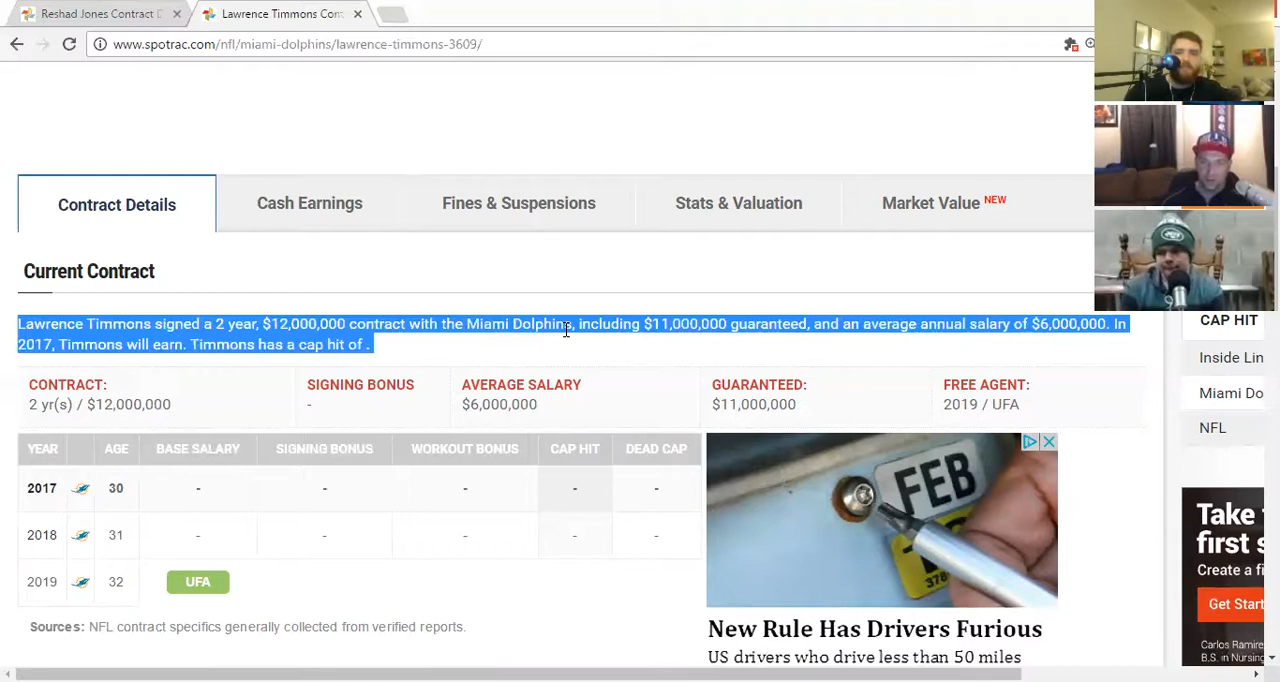 Reshad Jones Contract D
Lawrence Timmons Con
www.spotrac.com/nfl/miami-dolphins/lawrence-timmons-3609/
Contract Details
Cash Earnings
Fines & Suspensions
Stats & Valuation
Market Value NEW
Current Contract
Lawrence Timmons signed a 2 year, $12,000,000 contract with the Miami Dolphins, including $11,000,000 guaranteed, and an average annual salary of $6,000,000. In
2017, Timmons will earn. Timmons has a cap hit of .
CONTRACT: SIGNING BONUS AVERAGE SALARY GUARANTEED: FREE AGENT:
2 yr(s) / $12,000,000 - $6,000,000 $11,000,000 2019 / UFA
YEAR AGE BASE SALARY SIGNING BONUS WORKOUT BONUS CAP HIT DEAD CAP
2017 30 - - - - -
2018 31 - - - - -
2019 32 UFA
Sources: NFL contract specifics generally collected from verified reports.
FEB
378
New Rule Has Drivers Furious
US drivers who drive less than 50 miles
CAP HIT
Inside Lin
Miami Do
NFL
Take
first s
Create a fi
Get Start
Carlos Ramire
B.S. in Nursing